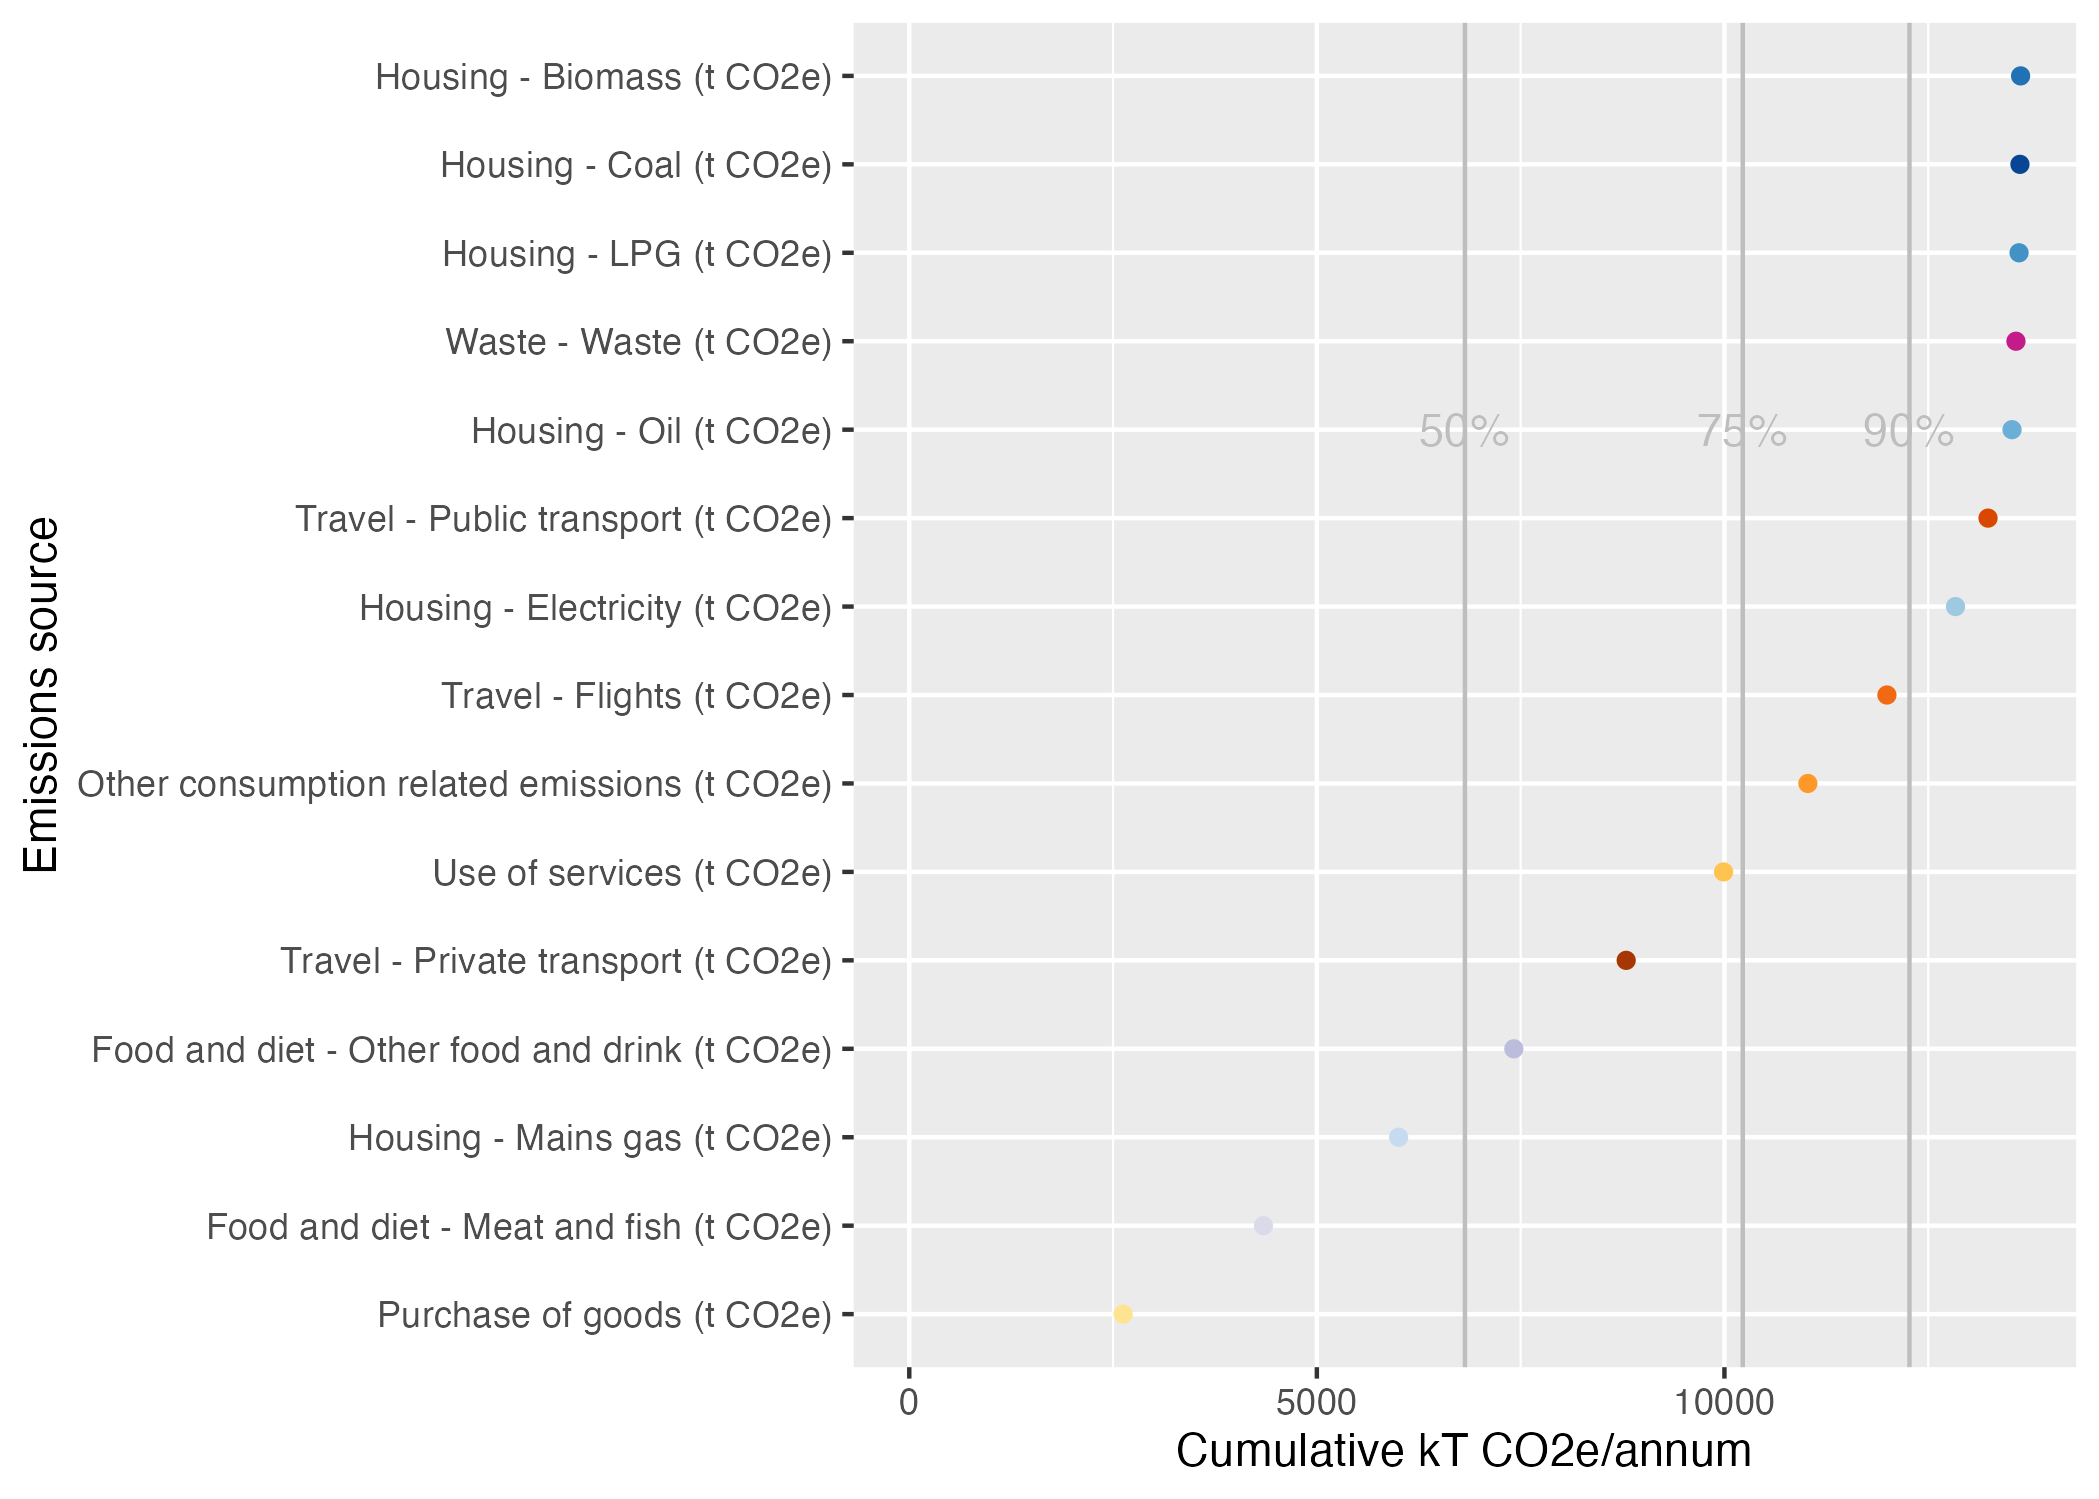 Housing - Biomass (t CO2e)
Housing - Coal (t CO2e)
Housing - LPG (t CO2e)
Waste - Waste (t CO2e)
Housing - Oil (t CO2e)
50%
75%
90%
Travel - Public transport (t CO2e)
Housing - Electricity (t CO2e)
Travel - Flights (t CO2e)
Other consumption related emissions (t CO2e)
Use of services (t CO2e)
Travel - Private transport (t CO2e)
Food and diet - Other food and drink (t CO2e)
Housing - Mains gas (t CO2e)
Food and diet - Meat and fish (t CO2e)
Purchase of goods (t CO2e)
Emissions source
0
5000
10000
Cumulative kT CO2e/annum